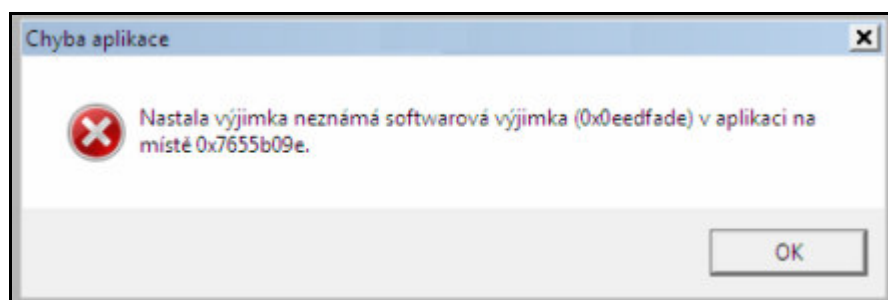 Chyba aplikace
Nastala výjimka neznámá softwarová výjimka (0x0eedfade) v aplikaci na
místě 0x7655b09e.
OK